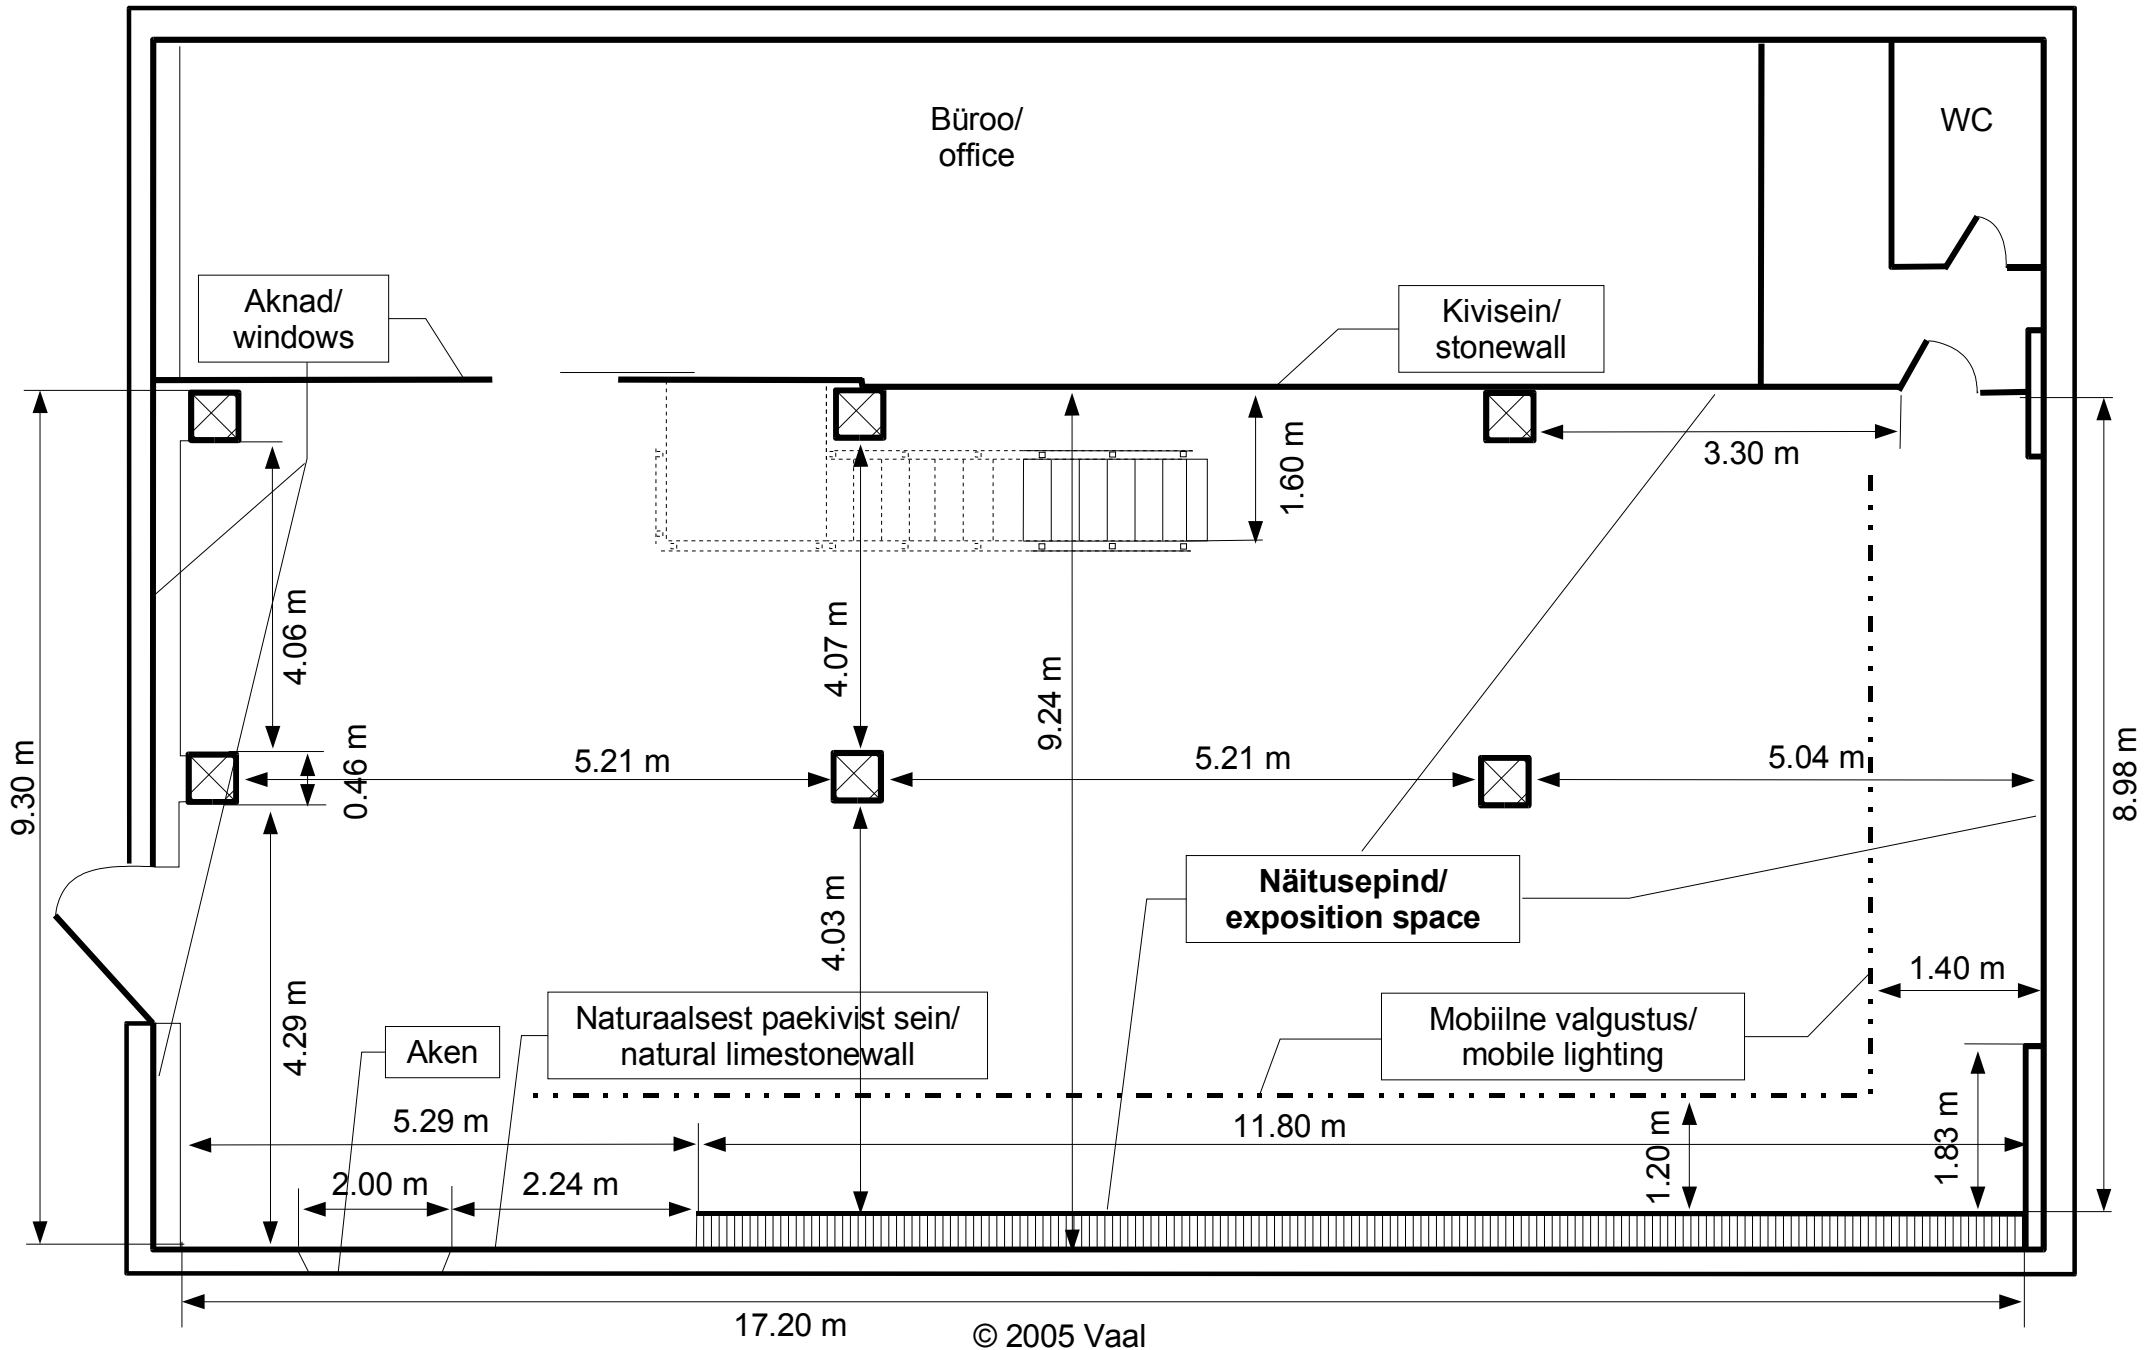 Büroo/
office
WC
Aknad/
windows
Kivisein/
stonewall
3.30 m
1.60 m
4.06 m
4.07 m
9.24 m
9.30 m
0.46 m
5.21 m
5.21 m
5.04 m
8.98 m
Näitusepind/
exposition space
4.03 m
4.29 m
1.40 m
Naturaalsest paekivist sein/
natural limestonewall
Mobiilne valgustus/
mobile lighting
Aken
5.29 m
11.80 m
1.20 m
1.83 m
2.00 m
2.24 m
17.20 m
© 2005 Vaal